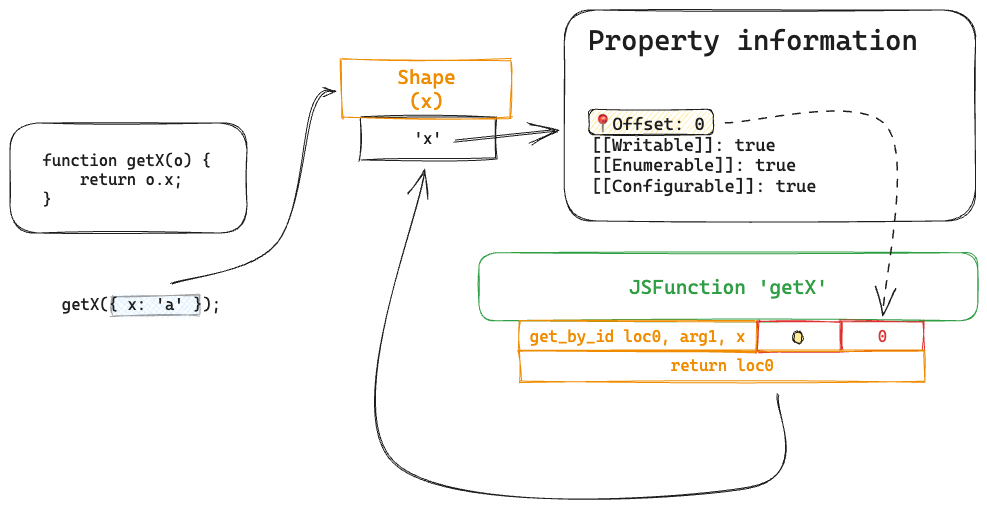 Property information
Shape
(x)
'x'
Offset: 0
[[Writable]]: true
[[Enumerable]]: true
[[Configurable]]: true
function getX(o) {
    return o.x;
}
getX({ x: 'a' });
JSFunction 'getX'
get_by_id loc0, arg1, x
0
return loc0